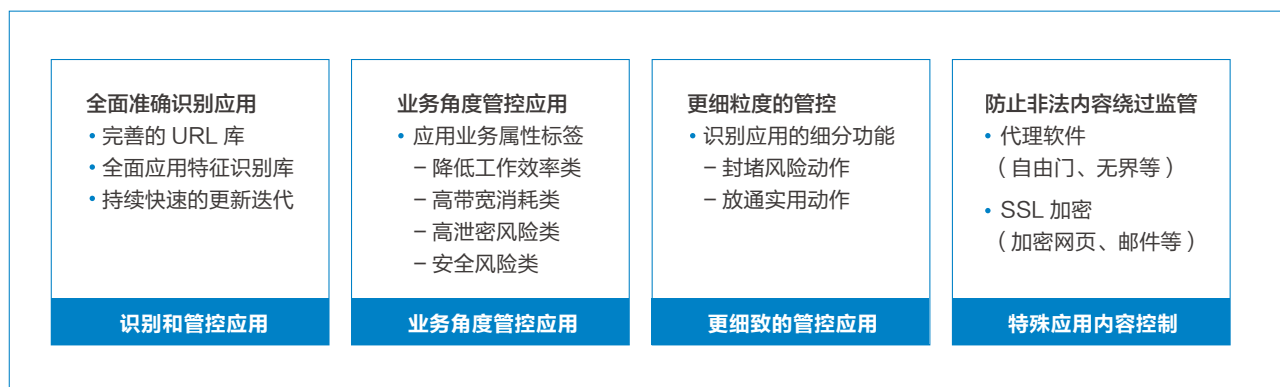 全面准确识别应用
• 完善的 URL 库
• 全面应用特征识别库
• 持续快速的更新迭代
识别和管控应用
业务角度管控应用
• 应用业务属性标签
– 降低工作效率类
– 高带宽消耗类
– 高泄密风险类
– 安全风险类
业务角度管控应用
更细粒度的管控
• 识别应用的细分功能
– 封堵风险动作
– 放通实用动作
更细致的管控应用
防止非法内容绕过监管
• 代理软件
（自由门、无界等）
• SSL 加密
（加密网页、邮件等）
特殊应用内容控制